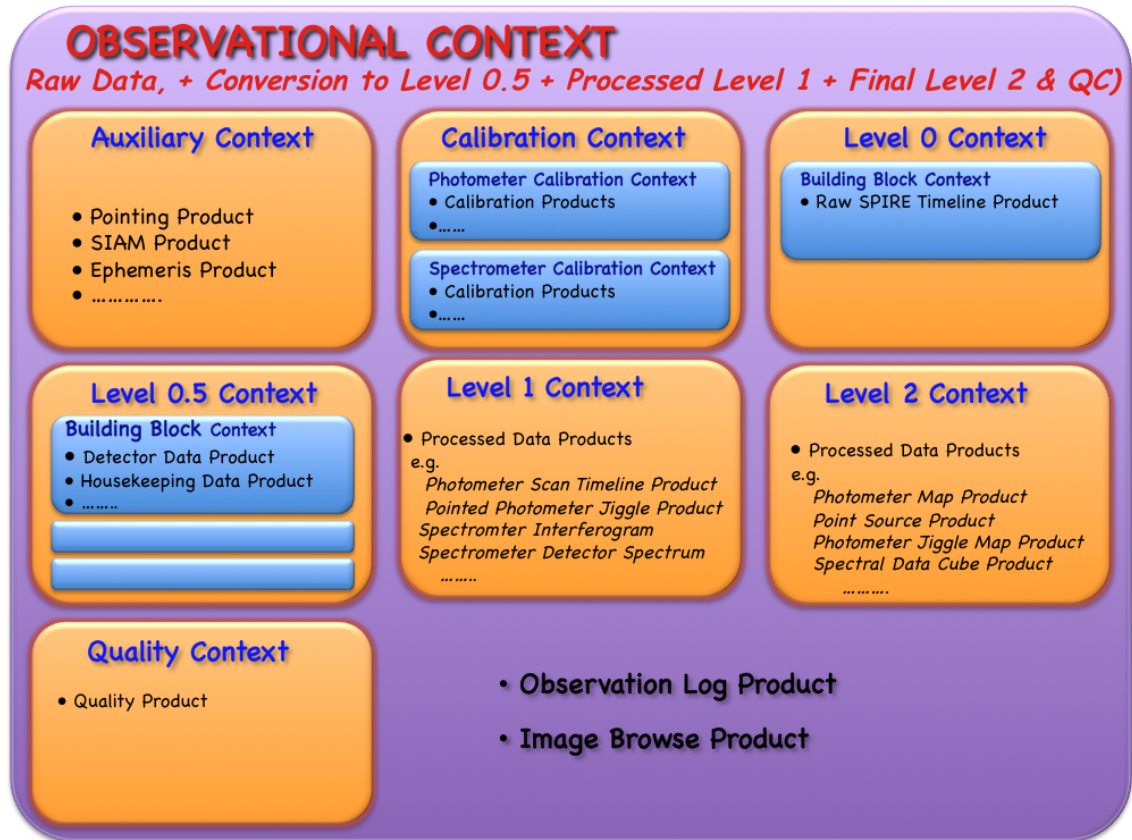 OBSERVATIONAL CONTEXT
Raw Data, + Conversion to Level 0.5 + Processed Level 1 + Final Level 2 & QC)
Auxiliary Context
• Pointing Product
• SIAM Product
• Ephemeris Product
• ………….
Calibration Context
Photometer Calibration Context
• Calibration Products
•……
Spectrometer Calibration Context
• Calibration Products
•……
Level 0 Context
Building Block Context
• Raw SPIRE Timeline Product
Level 0.5 Context
Building Block Context
• Detector Data Product
• Housekeeping Data Product
• ……..
Level 1 Context
• Processed Data Products
e.g.
Photometer Scan Timeline Product
Pointed Photometer Jiggle Product
Spectromter Interferogram
Spectrometer Detector Spectrum
……..
Level 2 Context
• Processed Data Products
e.g.
Photometer Map Product
Point Source Product
Photometer Jiggle Map Product
Spectral Data Cube Product
……….
Quality Context
• Quality Product
• Observation Log Product
• Image Browse Product